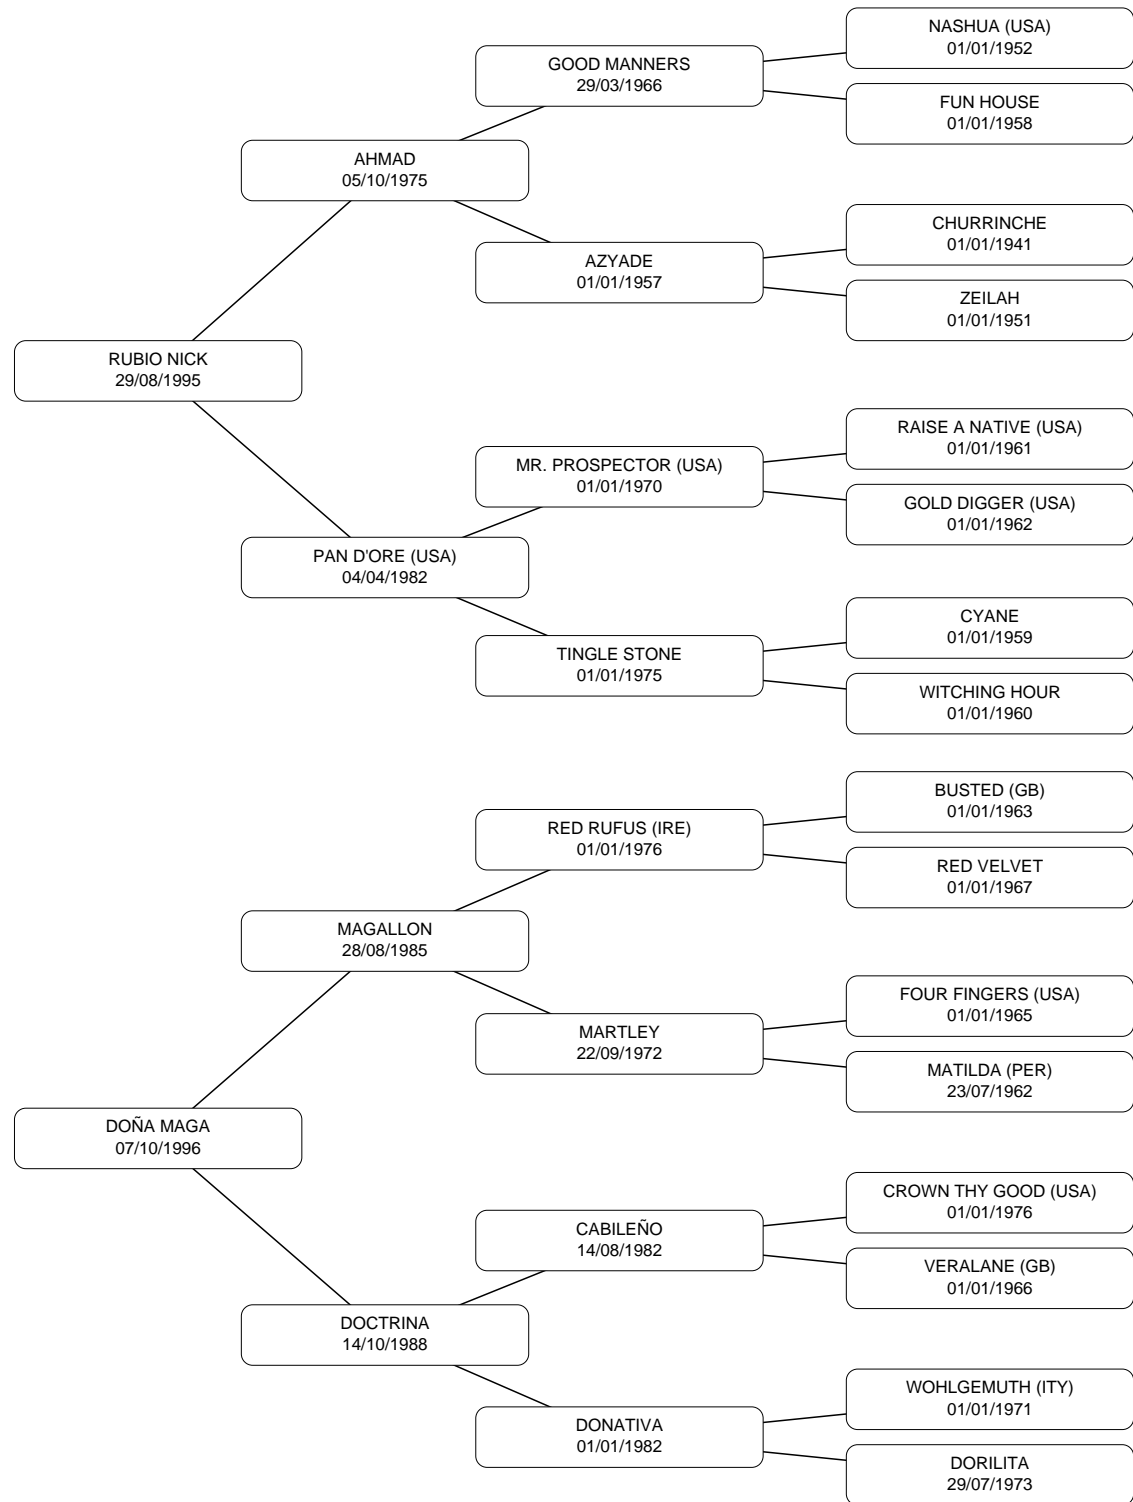 NASHUA (USA)
01/01/1952
GOOD MANNERS
29/03/1966
FUN HOUSE
01/01/1958
AHMAD
05/10/1975
CHURRINCHE
01/01/1941
AZYADE
01/01/1957
ZEILAH
01/01/1951
RUBIO NICK
29/08/1995
RAISE A NATIVE (USA)
01/01/1961
MR. PROSPECTOR (USA)
01/01/1970
GOLD DIGGER (USA)
01/01/1962
PAN D'ORE (USA)
04/04/1982
CYANE
01/01/1959
TINGLE STONE
01/01/1975
WITCHING HOUR
01/01/1960
BUSTED (GB)
01/01/1963
RED RUFUS (IRE)
01/01/1976
RED VELVET
01/01/1967
MAGALLON
28/08/1985
FOUR FINGERS (USA)
01/01/1965
MARTLEY
22/09/1972
MATILDA (PER)
23/07/1962
DOÑA MAGA
07/10/1996
CROWN THY GOOD (USA)
01/01/1976
CABILEÑO
14/08/1982
VERALANE (GB)
01/01/1966
DOCTRINA
14/10/1988
WOHLGEMUTH (ITY)
01/01/1971
DONATIVA
01/01/1982
DORILITA
29/07/1973